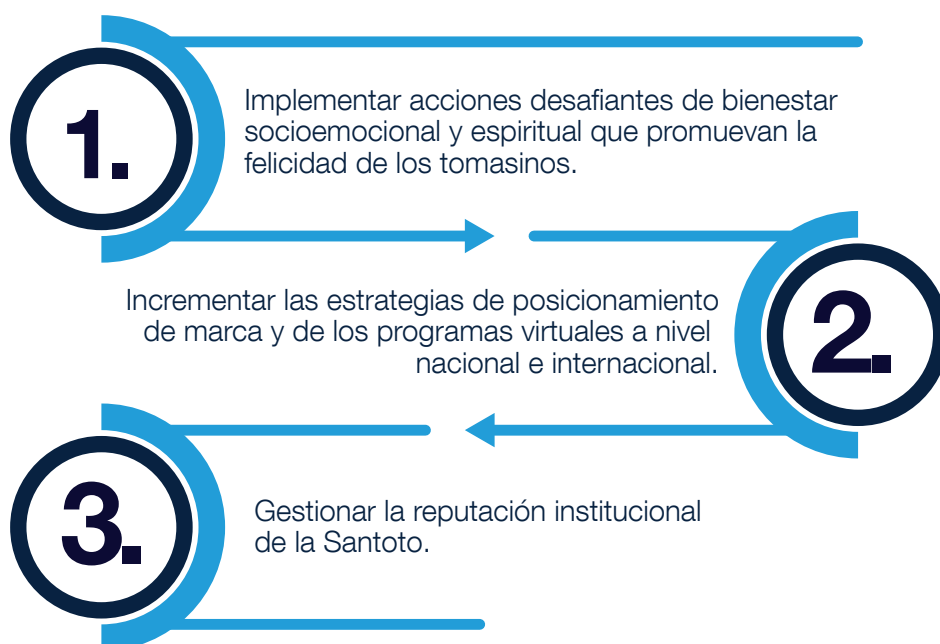 1.
Implementar acciones desafiantes de bienestar
socioemocional y espiritual que promuevan la
felicidad de los tomasinos.
Incrementar las estrategias de posicionamiento
de marca y de los programas virtuales a nivel
nacional e internacional.
2.
3.
Gestionar la reputación institucional
de la Santoto.